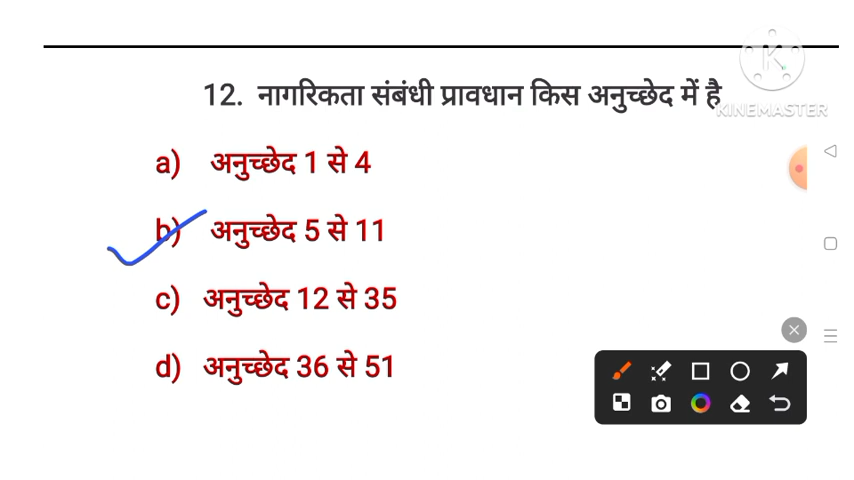 12. नागरिकता संबंधी प्रावधान किस अनुच्छेद में है
KINEMASTER
a) अनुच्छेद 1 से 4
b) अनुच्छेद 5 से 11
c) अनुच्छेद 12 से 35
d) अनुच्छेद 36 से 51